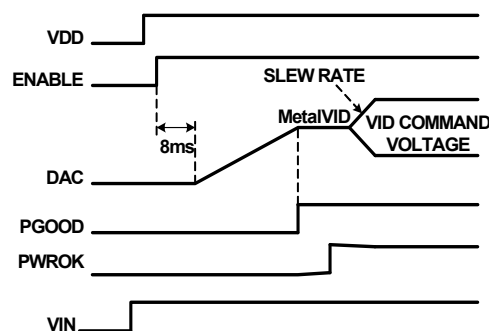 VDD
ENABLE
SLEW RATE
8ms
MetalVID
VID COMMAND
VOLTAGE
DAC
PGOOD
PWROK
VIN